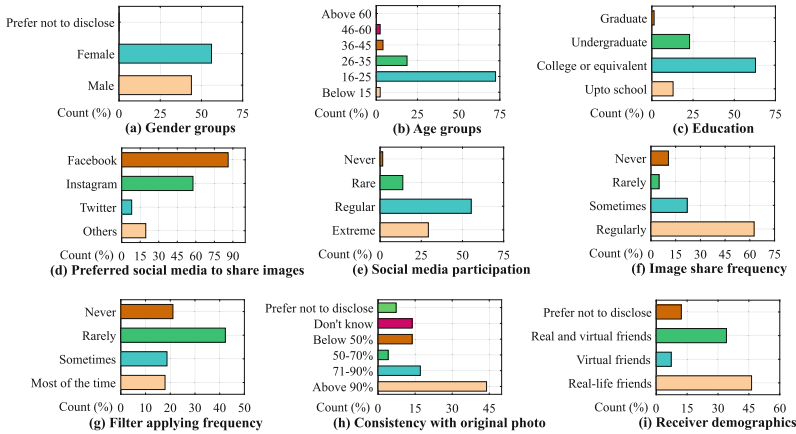 Prefer not to disclose
Female
Male
0 25 50 75
Count (%)
(a) Gender groups
Above 60
46-60
36-45
26-35
16-25
Below 15
0 25 50 75
Count (%)
(b) Age groups
Graduate
Undergraduate
College or equivalent
Upto school
0 25 50 75
Count (%)
(c) Education
Facebook
Instagram
Twitter
Others
0 15 30 45 60 75 90
Count (%)
(d) Preferred social media to share images
Never
Rare
Regular
Extreme
0 25 50 75
Count (%)
(e) Social media participation
Never
Rarely
Sometimes
Regularly
0 15 30 45 60 75
Count (%)
(f) Image share frequency
Never
Rarely
Sometimes
Most of the time
0 10 20 30 40 50
Count (%)
(g) Filter applying frequency
Prefer not to disclose
Don't know
Below 50%
50-70%
71-90%
Above 90%
0 15 30 45
Count (%)
(h) Consistency with original photo
Prefer not to disclose
Real and virtual friends
Virtual friends
Real-life friends
0 15 30 45 60
Count (%)
(i) Receiver demographics